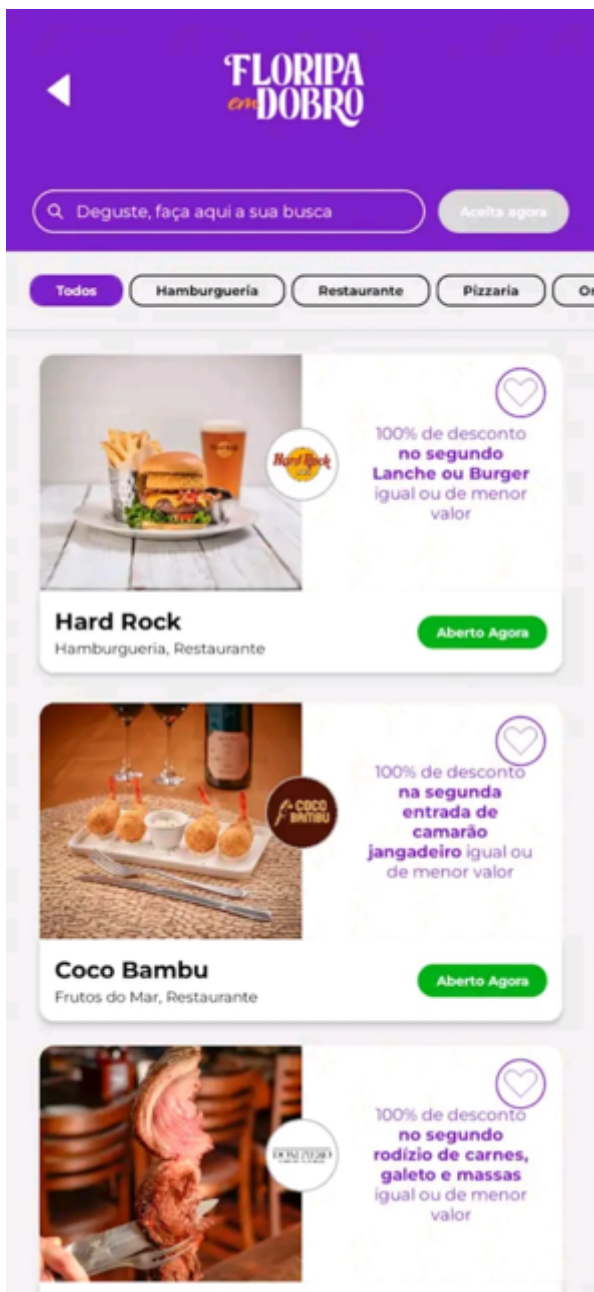 FLORIPA
em DOBRO
Deguste, faça aqui a sua busca
Aceita agora
Todos
Hamburgueria
Restaurante
Pizzaria
Or
Hard Rock
100% de desconto
no segundo
Lanche ou Burger
igual ou de menor
valor
Hard Rock
Hamburgueria, Restaurante
Aberto Agora
COCO
BAMBU
100% de desconto
na segunda
entrada de
camarão
jangadeiro igual ou
de menor valor
Coco Bambu
Frutos do Mar, Restaurante
Aberto Agora
100% de desconto
no segundo
rodízio de carnes,
galeto e massas
igual ou de menor
valor